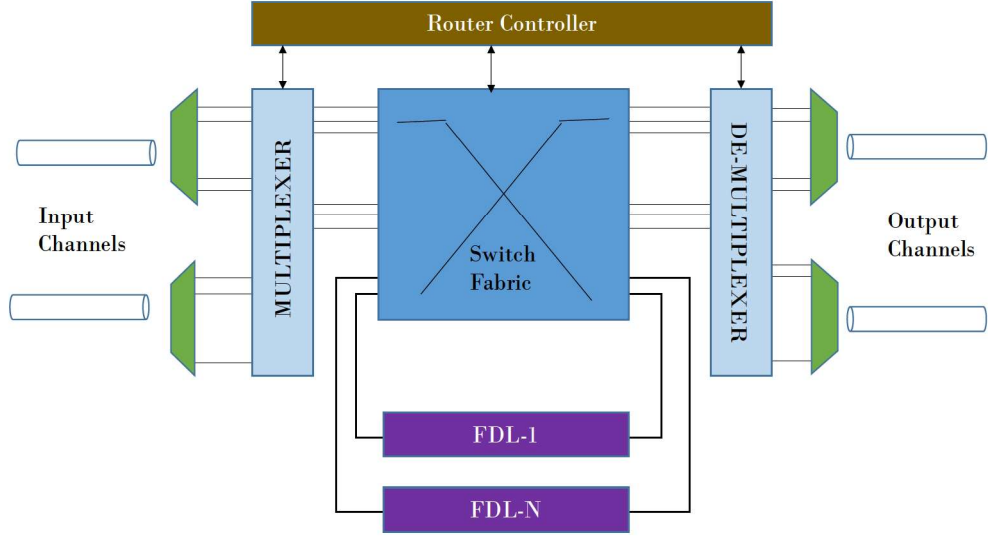 Router Controller
Input
Channels
MULTIPLEXER
Switch
Fabric
DE-MULTIPLEXER
Output
Channels
FDL-1
FDL-N